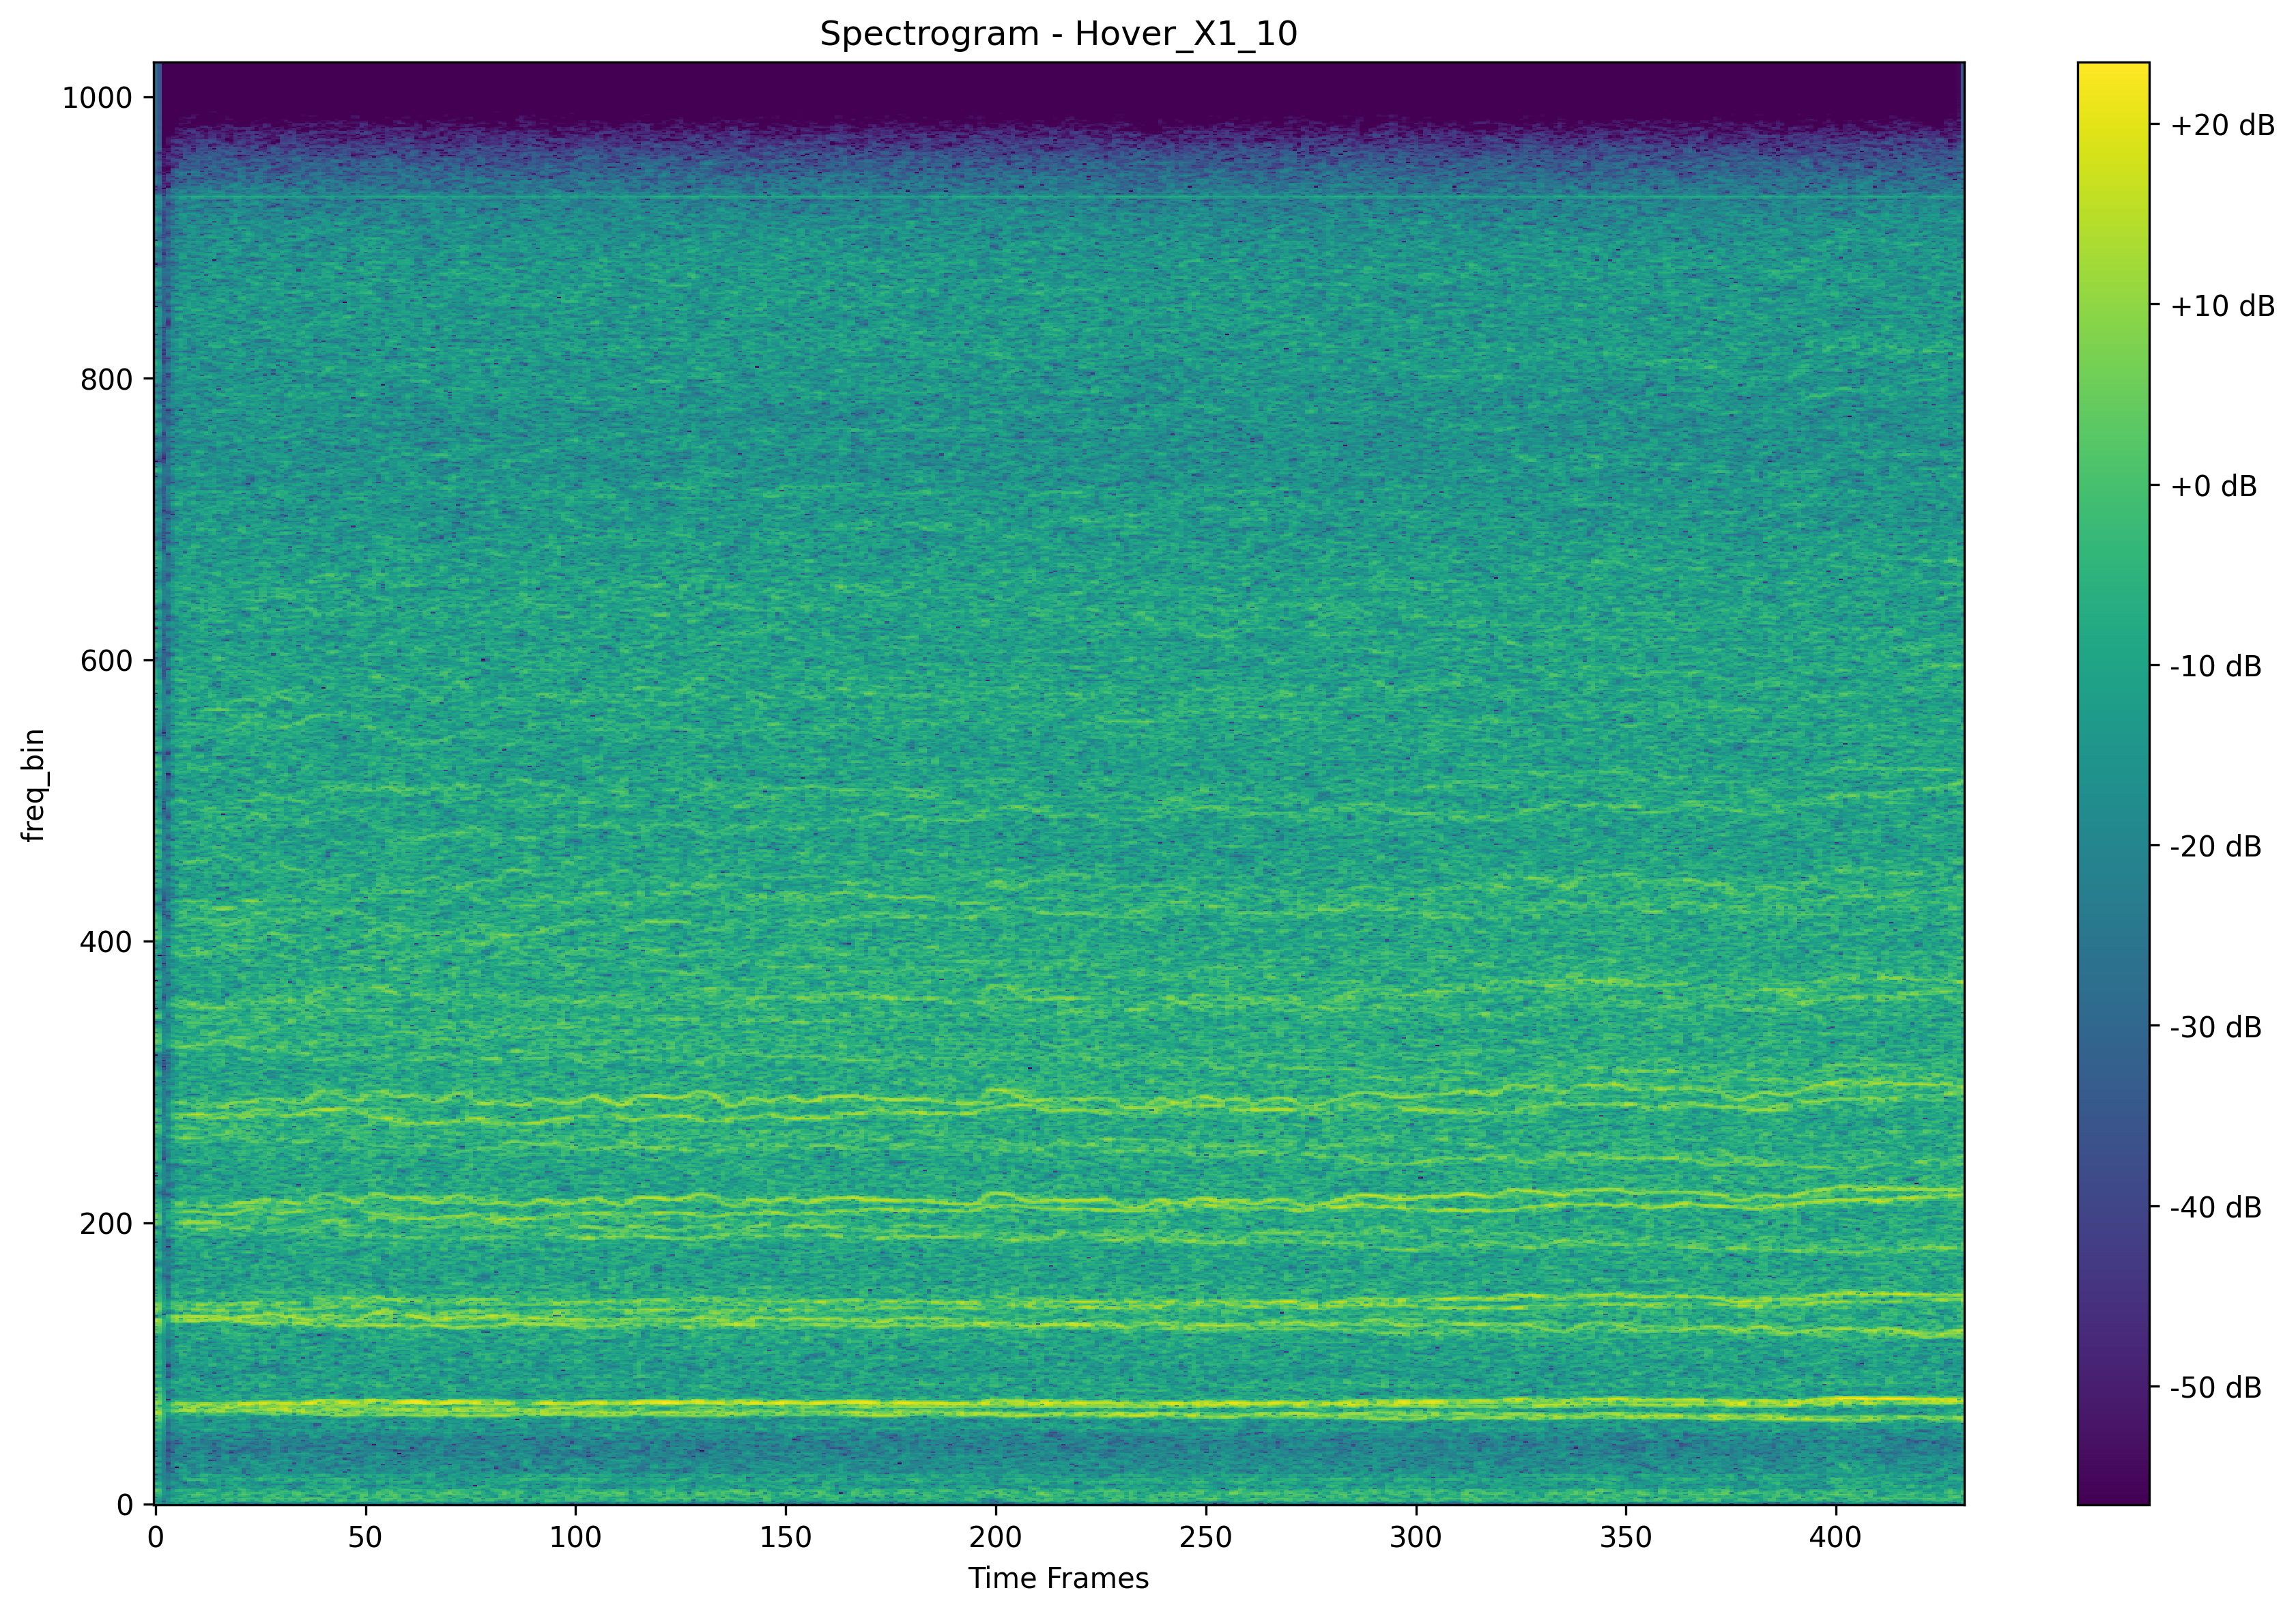 Spectrogram - Hover_X1_10
1000
800
600
400
200
0
freq_bin
0 50 100 150 200 250 300 350 400
Time Frames
+20 dB
+10 dB
+0 dB
-10 dB
-20 dB
-30 dB
-40 dB
-50 dB